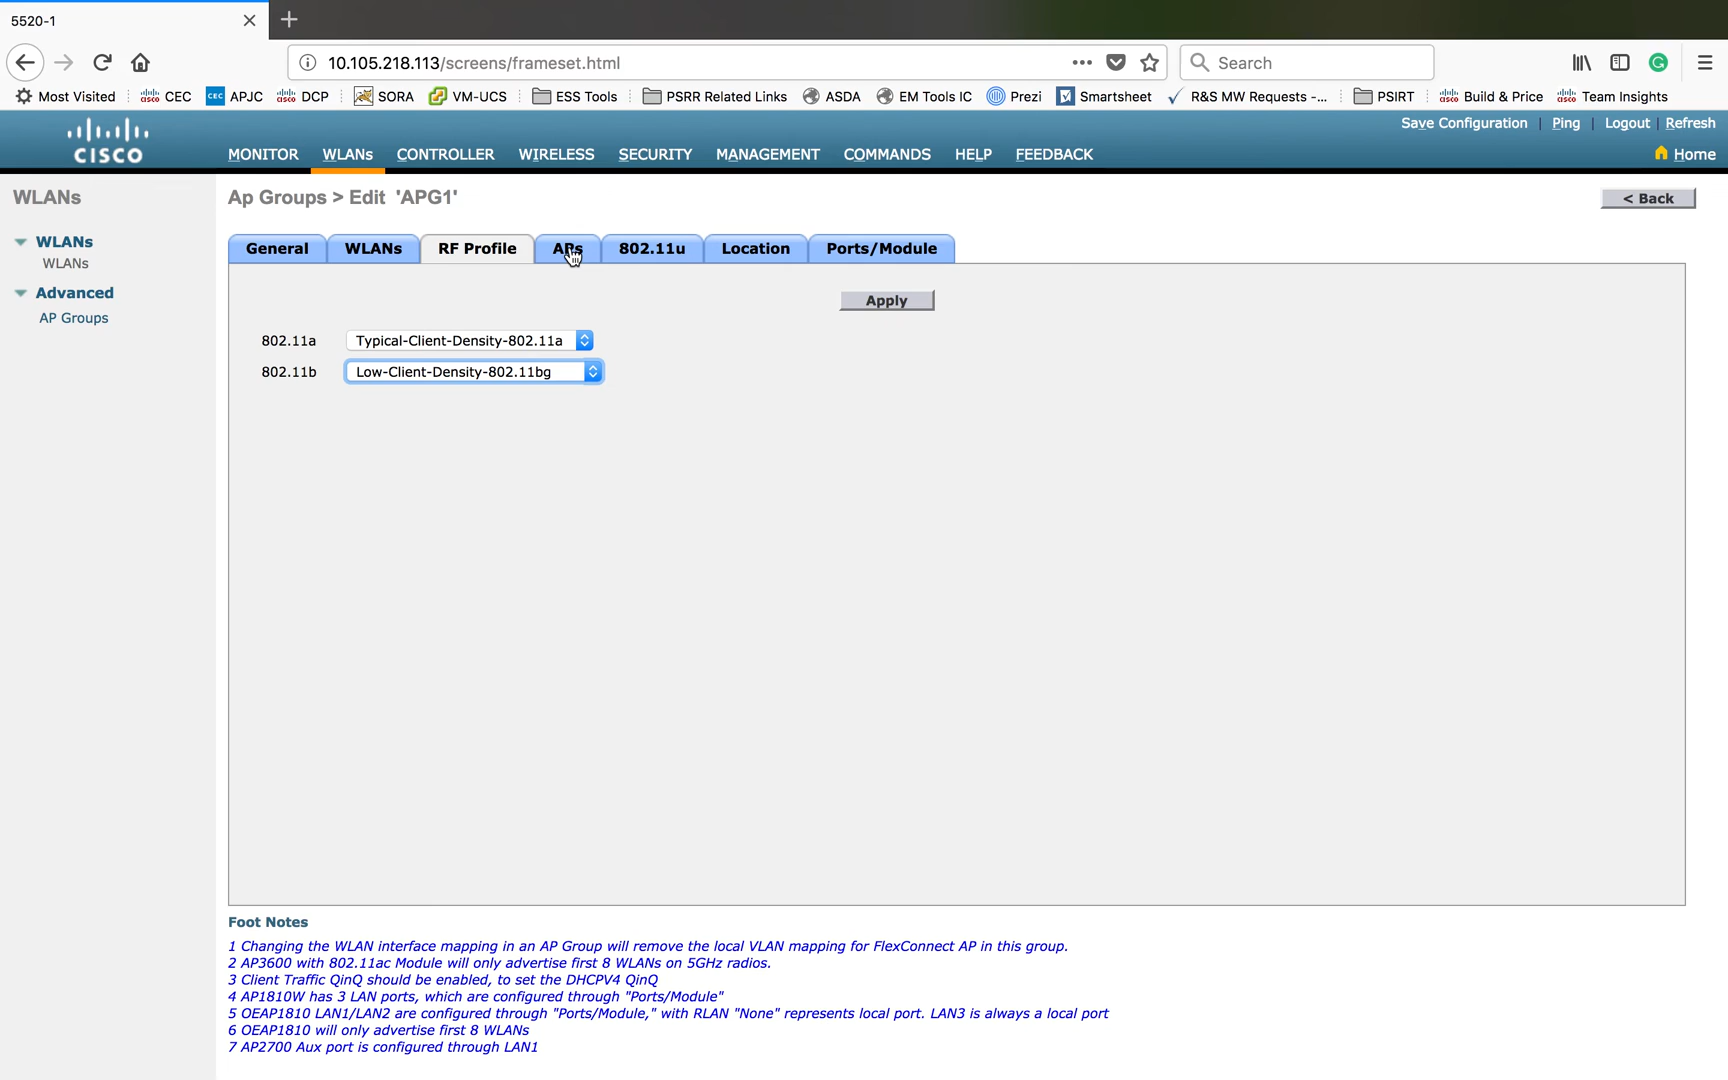 5520-1
10.105.218.113/screens/frameset.html
Search
Most Visited
CEC
CEC APJC
DCP
SORA
VM-UCS
ESS Tools
PSRR Related Links
ASDA
EM Tools IC
Prezi
Smartsheet
R&S MW Requests -...
PSIRT
Build & Price
Team Insights
Save Configuration | Ping | Logout | Refresh
CISCO
MONITOR WLANs CONTROLLER WIRELESS SECURITY MANAGEMENT COMMANDS HELP FEEDBACK
Home
WLANs
WLANs
WLANs
Advanced
AP Groups
Ap Groups > Edit 'APG1'
< Back
General WLANs RF Profile APs 802.11u Location Ports/Module
Apply
802.11a Typical-Client-Density-802.11a
802.11b Low-Client-Density-802.11bg
Foot Notes
1 Changing the WLAN interface mapping in an AP Group will remove the local VLAN mapping for FlexConnect AP in this group.
2 AP3600 with 802.11ac Module will only advertise first 8 WLANs on 5GHz radios.
3 Client Traffic QinQ should be enabled, to set the DHCPV4 QinQ
4 AP1810W has 3 LAN ports, which are configured through "Ports/Module"
5 OEAP1810 LAN1/LAN2 are configured through "Ports/Module," with RLAN "None" represents local port. LAN3 is always a local port
6 OEAP1810 will only advertise first 8 WLANs
7 AP2700 Aux port is configured through LAN1